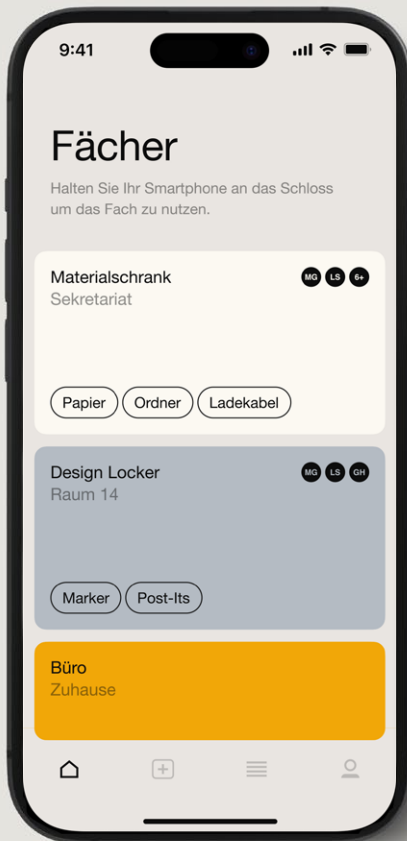 9:41
Fächer
Halten Sie Ihr Smartphone an das Schloss
um das Fach zu nutzen.
Materialschrank
MG LS 6+
Sekretariat
Papier Ordner Ladekabel
Design Locker
MG LS GH
Raum 14
Marker Post-Its
Büro
Zuhause